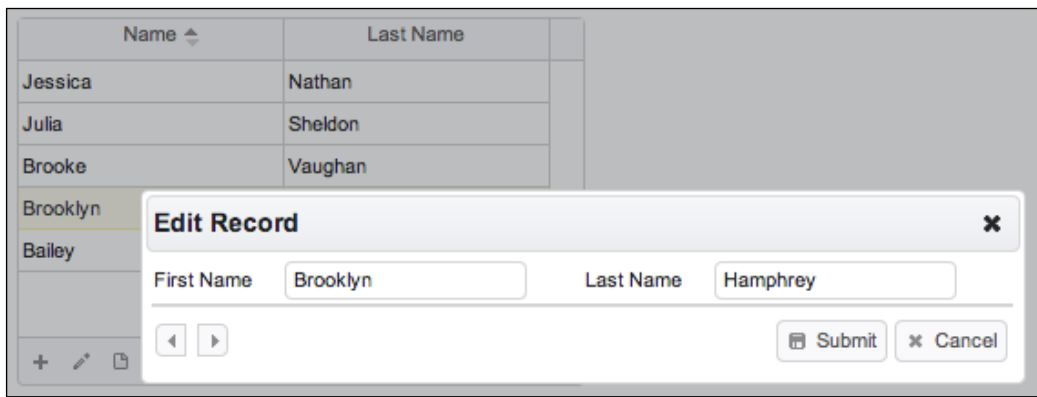 Name Last Name
Jessica Nathan
Julia Sheldon
Brooke Vaughan
Brooklyn
Bailey
Edit Record
First Name Brooklyn Last Name Hamphrey
Submit Cancel